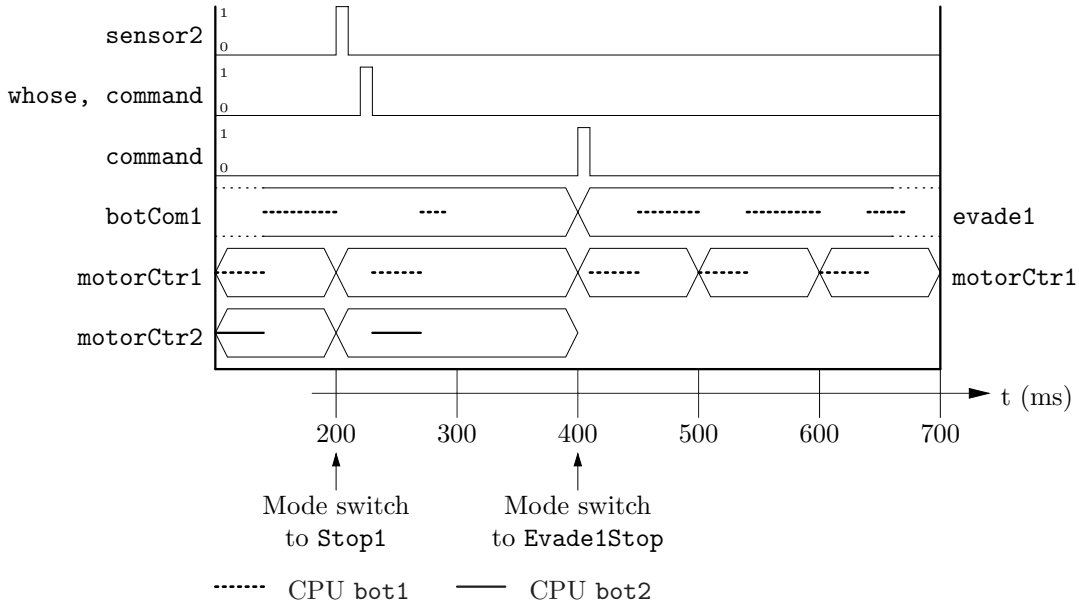 1
sensor2
0
1
whose, command
0
1
command
0
botCom1
evade1
motorCtr1
motorCtr1
motorCtr2
t (ms)
200 300 400 500 600 700
Mode switch
to Stop1
Mode switch
to Evade1Stop
CPU bot1
CPU bot2